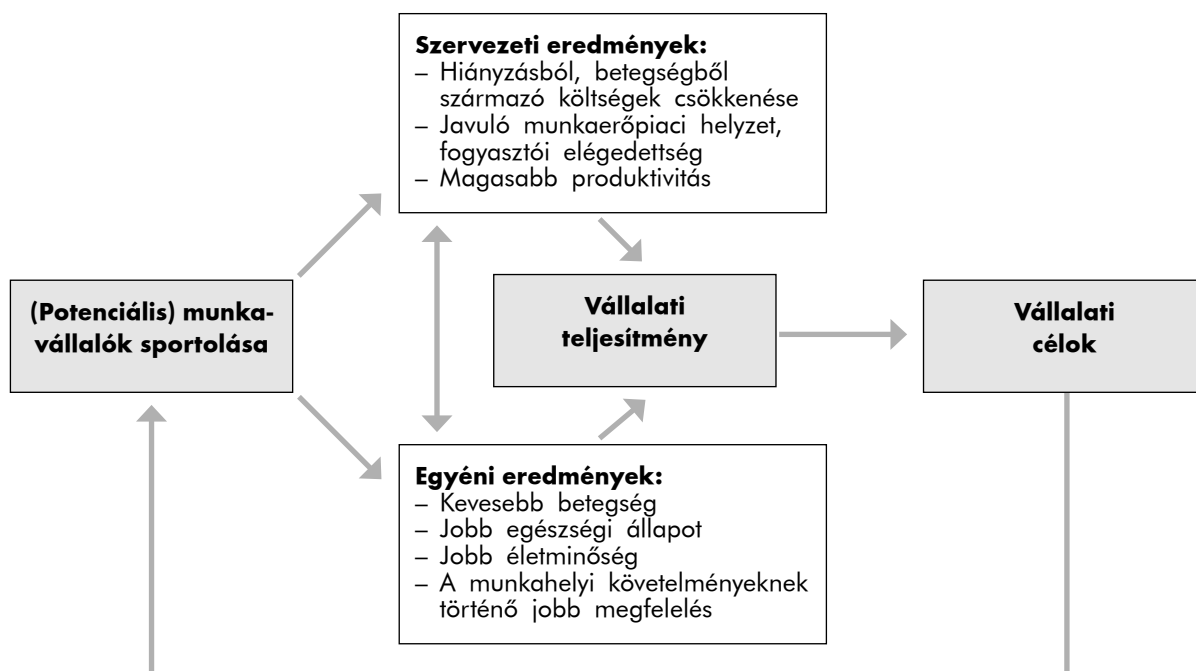 Szervezeti eredmények:
– Hiányzásból, betegségből
származó költségek csökkenése
– Javuló munkaerőpiaci helyzet,
fogyasztói elégedettség
– Magasabb produktivitás
(Potenciális) munka-
vállalók sportolása
Vállalati
teljesítmény
Vállalati
célok
Egyéni eredmények:
– Kevesebb betegség
– Jobb egészségi állapot
– Jobb életminőség
– A munkahelyi követelményeknek
történő jobb megfelelés